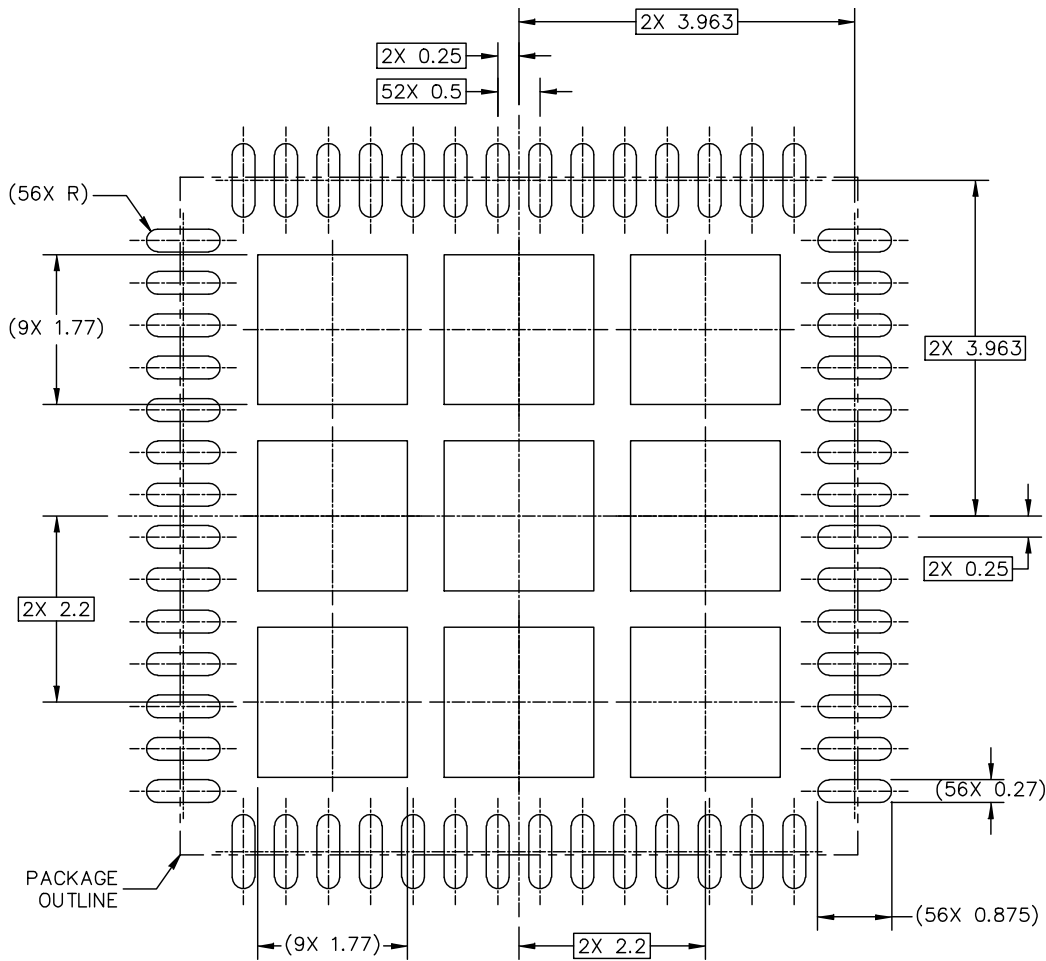 2X 3.963
2X 0.25
52X 0.5
(56X R)
(9X 1.77)
2X 3.963
2X 0.25
2X 2.2
(56X 0.27)
PACKAGE
OUTLINE
(56X 0.875)
(9X 1.77)
2X 2.2